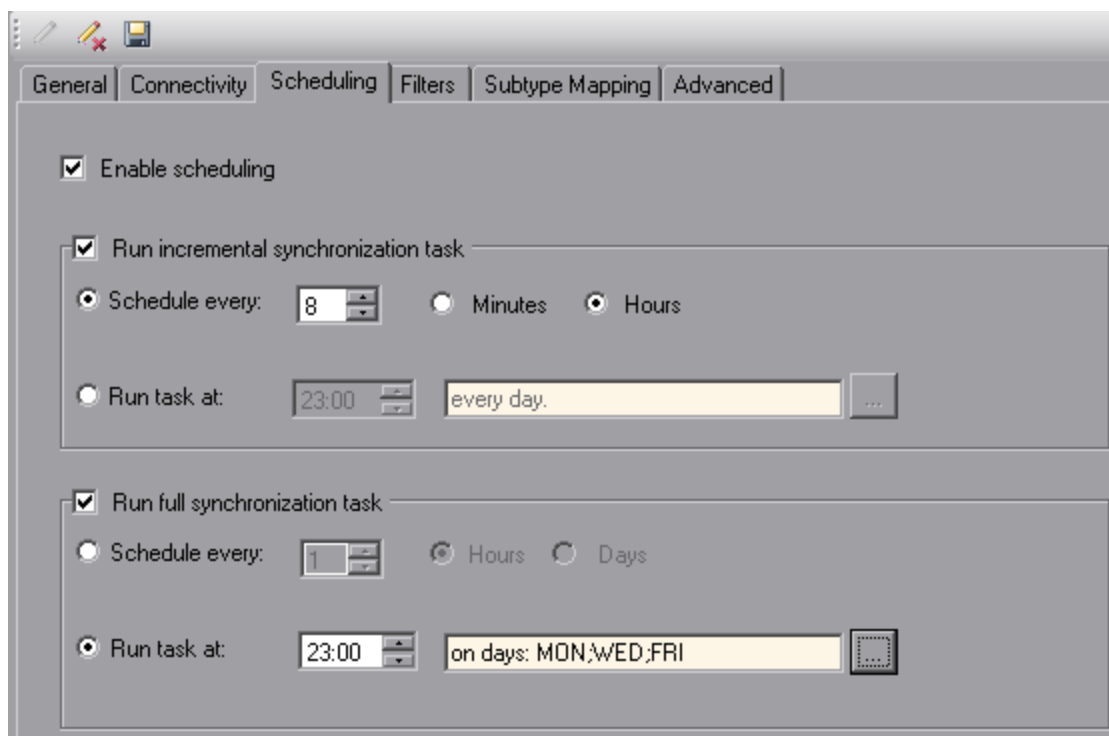 General Connectivity Scheduling Filters Subtype Mapping Advanced
Enable scheduling
Run incremental synchronization task
Schedule every: 8 Minutes Hours
Run task at: 23:00 every day. ...
Run full synchronization task
Schedule every: 1 Hours Days
Run task at: 23:00 on days: MON;WED;FRI ...